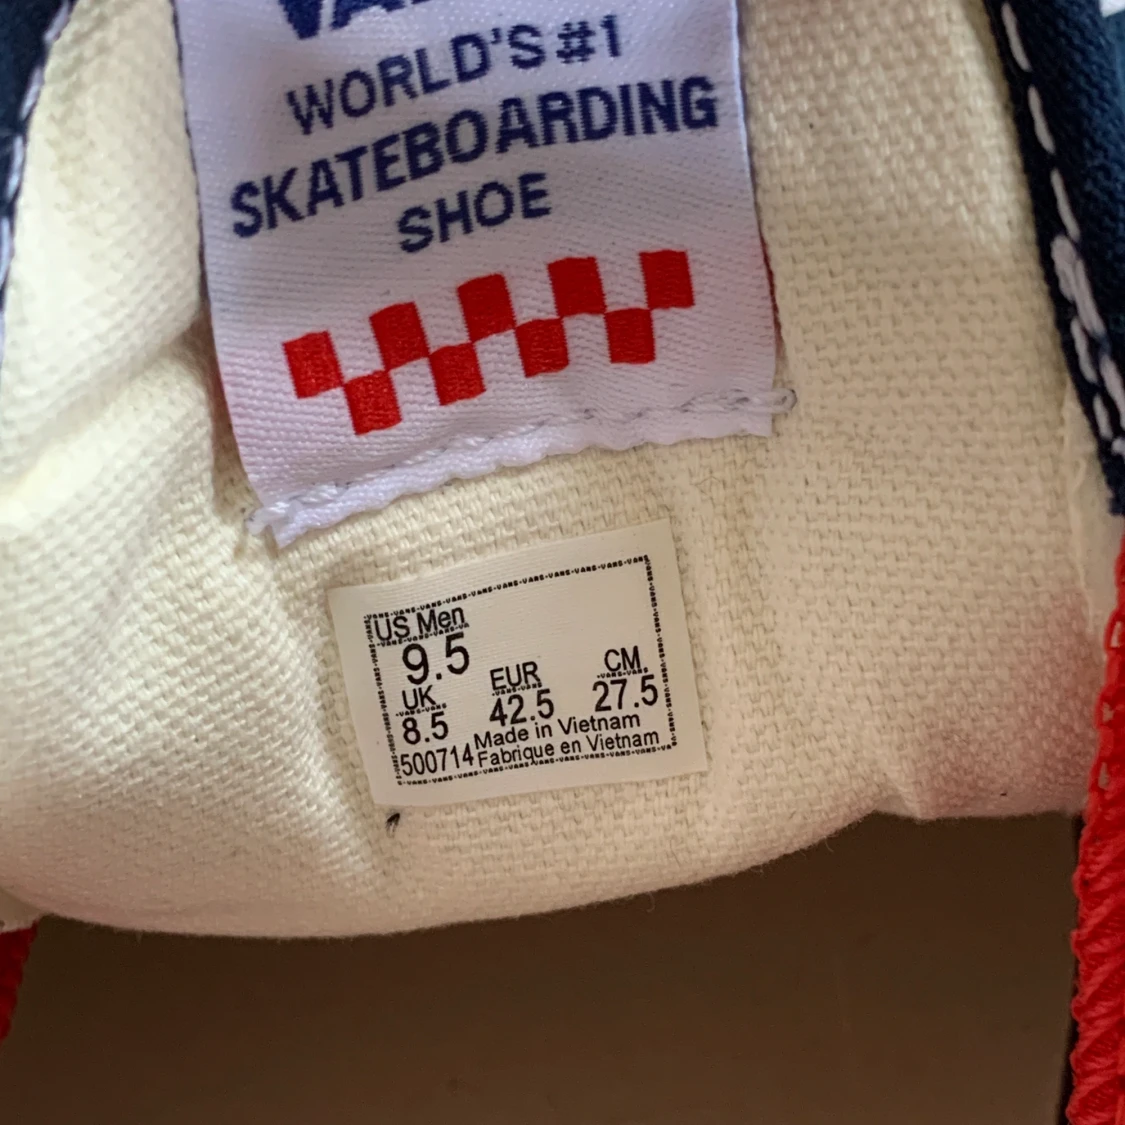 WORLD'S #1
SKATEBOARDING
SHOE
US Men
9.5
UK EUR CM
8.5 42.5 27.5
Made in Vietnam
500714 Fabrique en Vietnam